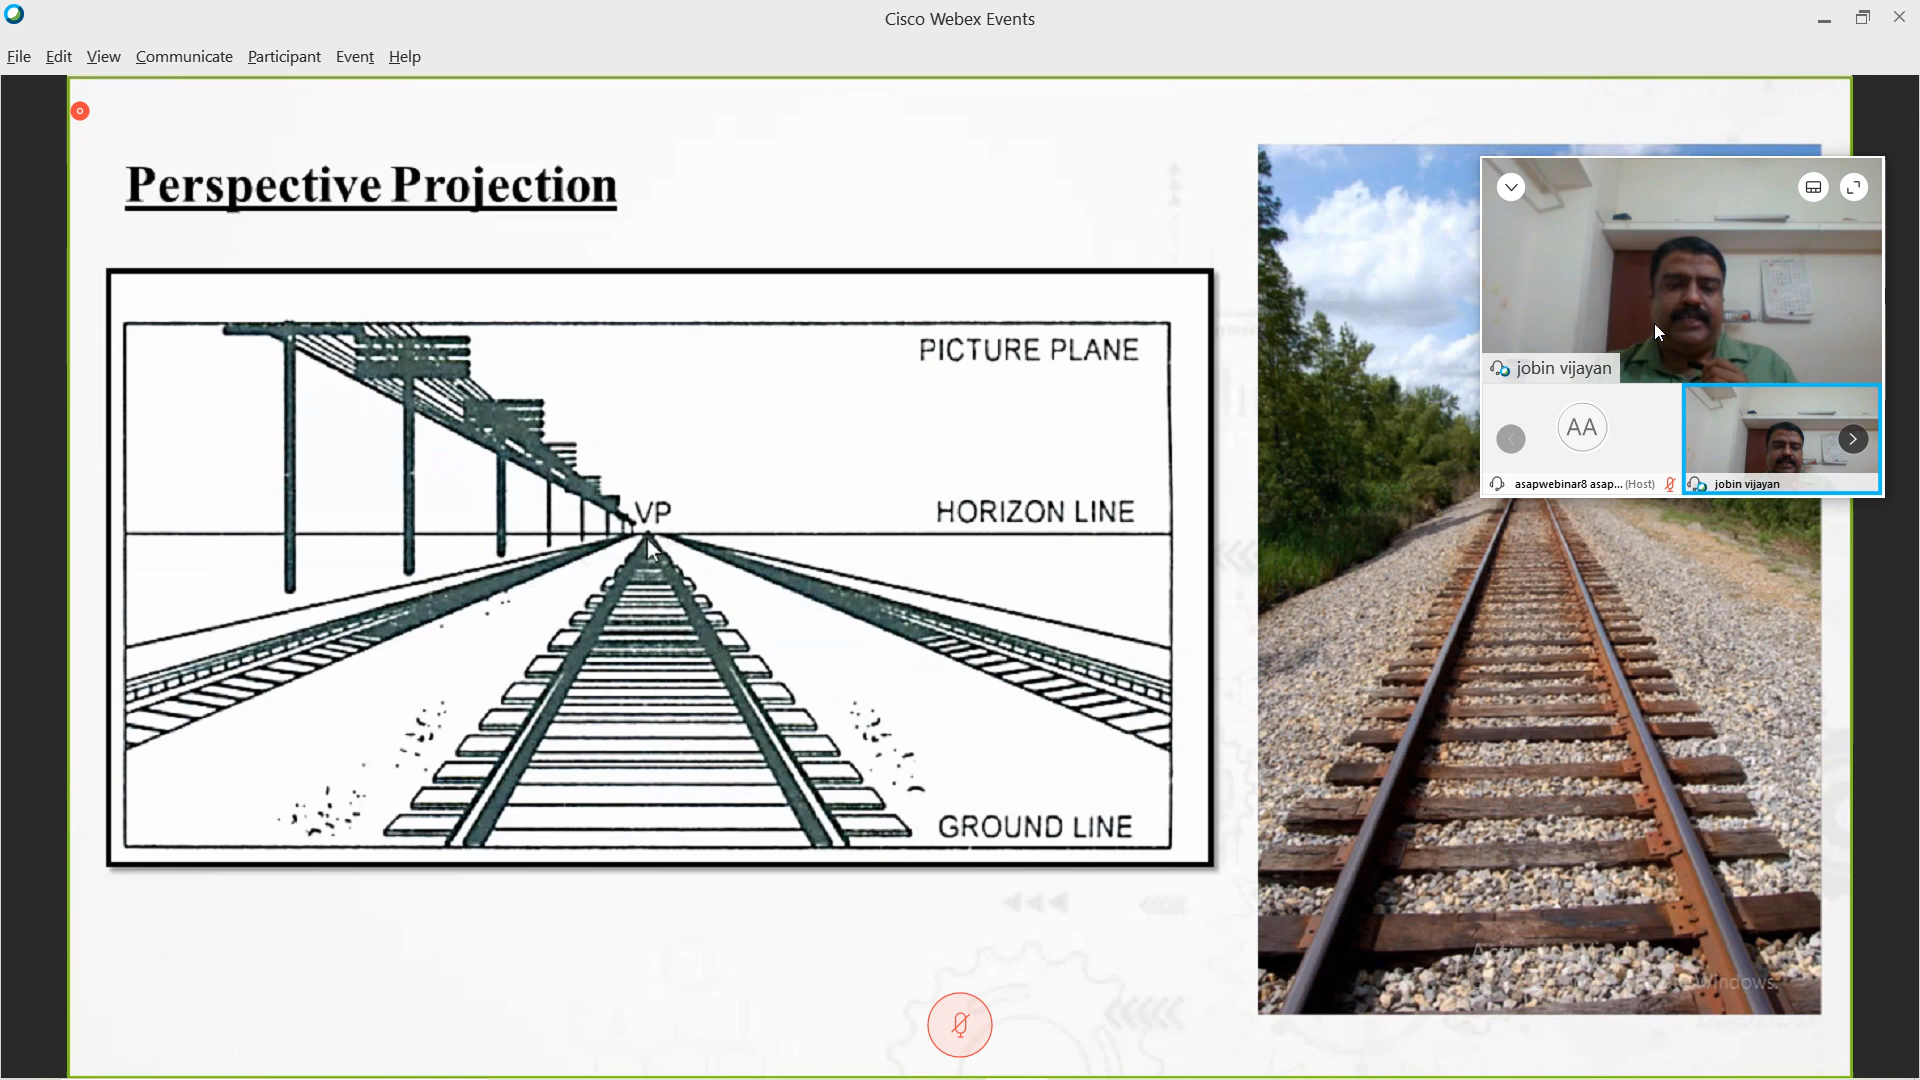 Cisco Webex Events
File Edit View Communicate Participant Event Help
Perspective Projection
PICTURE PLANE
VP
HORIZON LINE
GROUND LINE
jobin vijayan
AA
asapwebinar8 asap... (Host)
jobin vijayan
Windows.